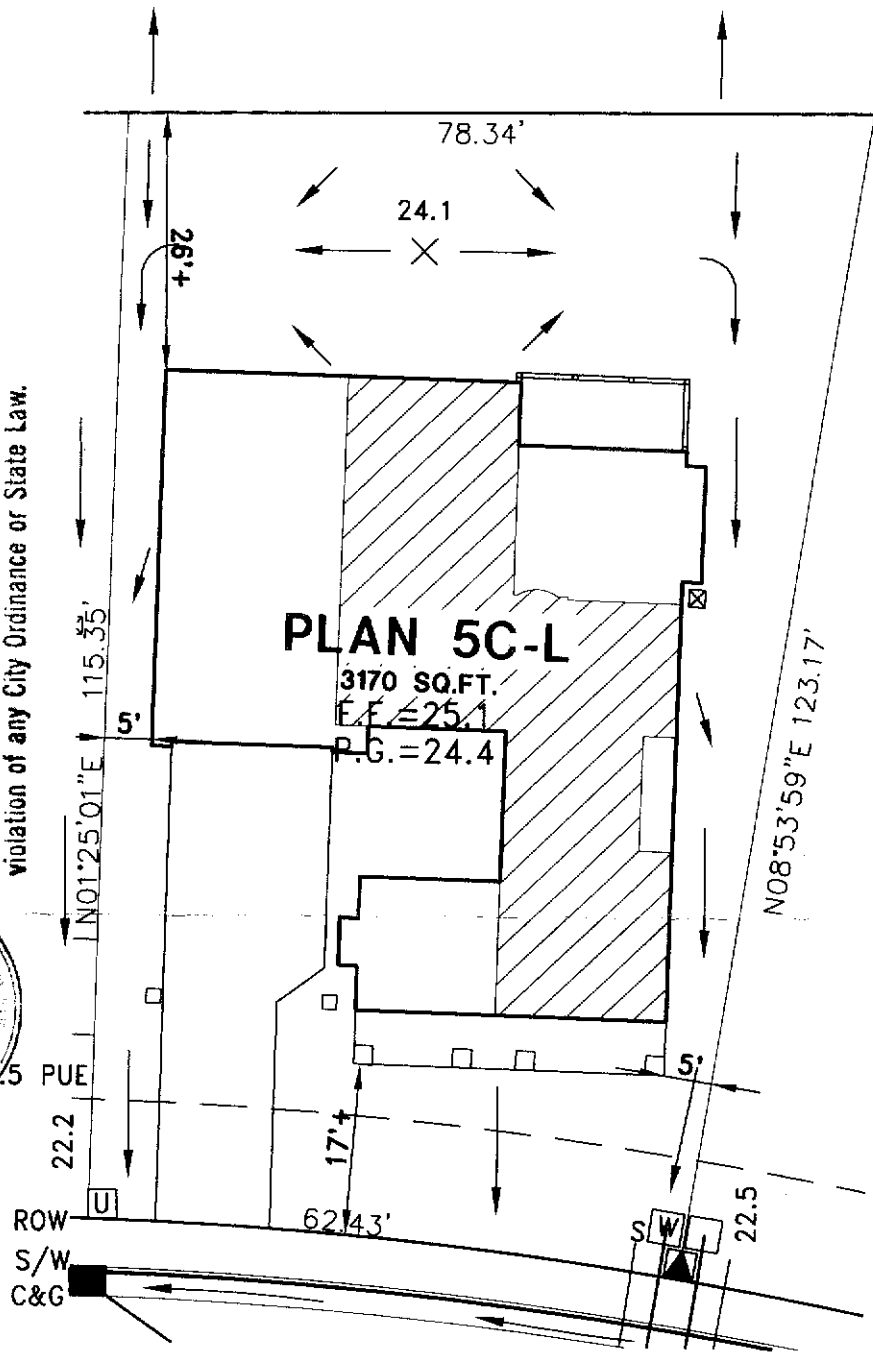 78.34'
24.1
26'+
violation of any City Ordinance or State Law.
N01°25'01"E 115.35'
PLAN 5C-L
3170 SQ.FT.
F.F.=25.1
P.G.=24.4
5'
N08°53'59"E 123.17'
.5 PUE
5'
22.2
17'+
U
ROW
62.43'
S
W
22.5
S/W
C&G